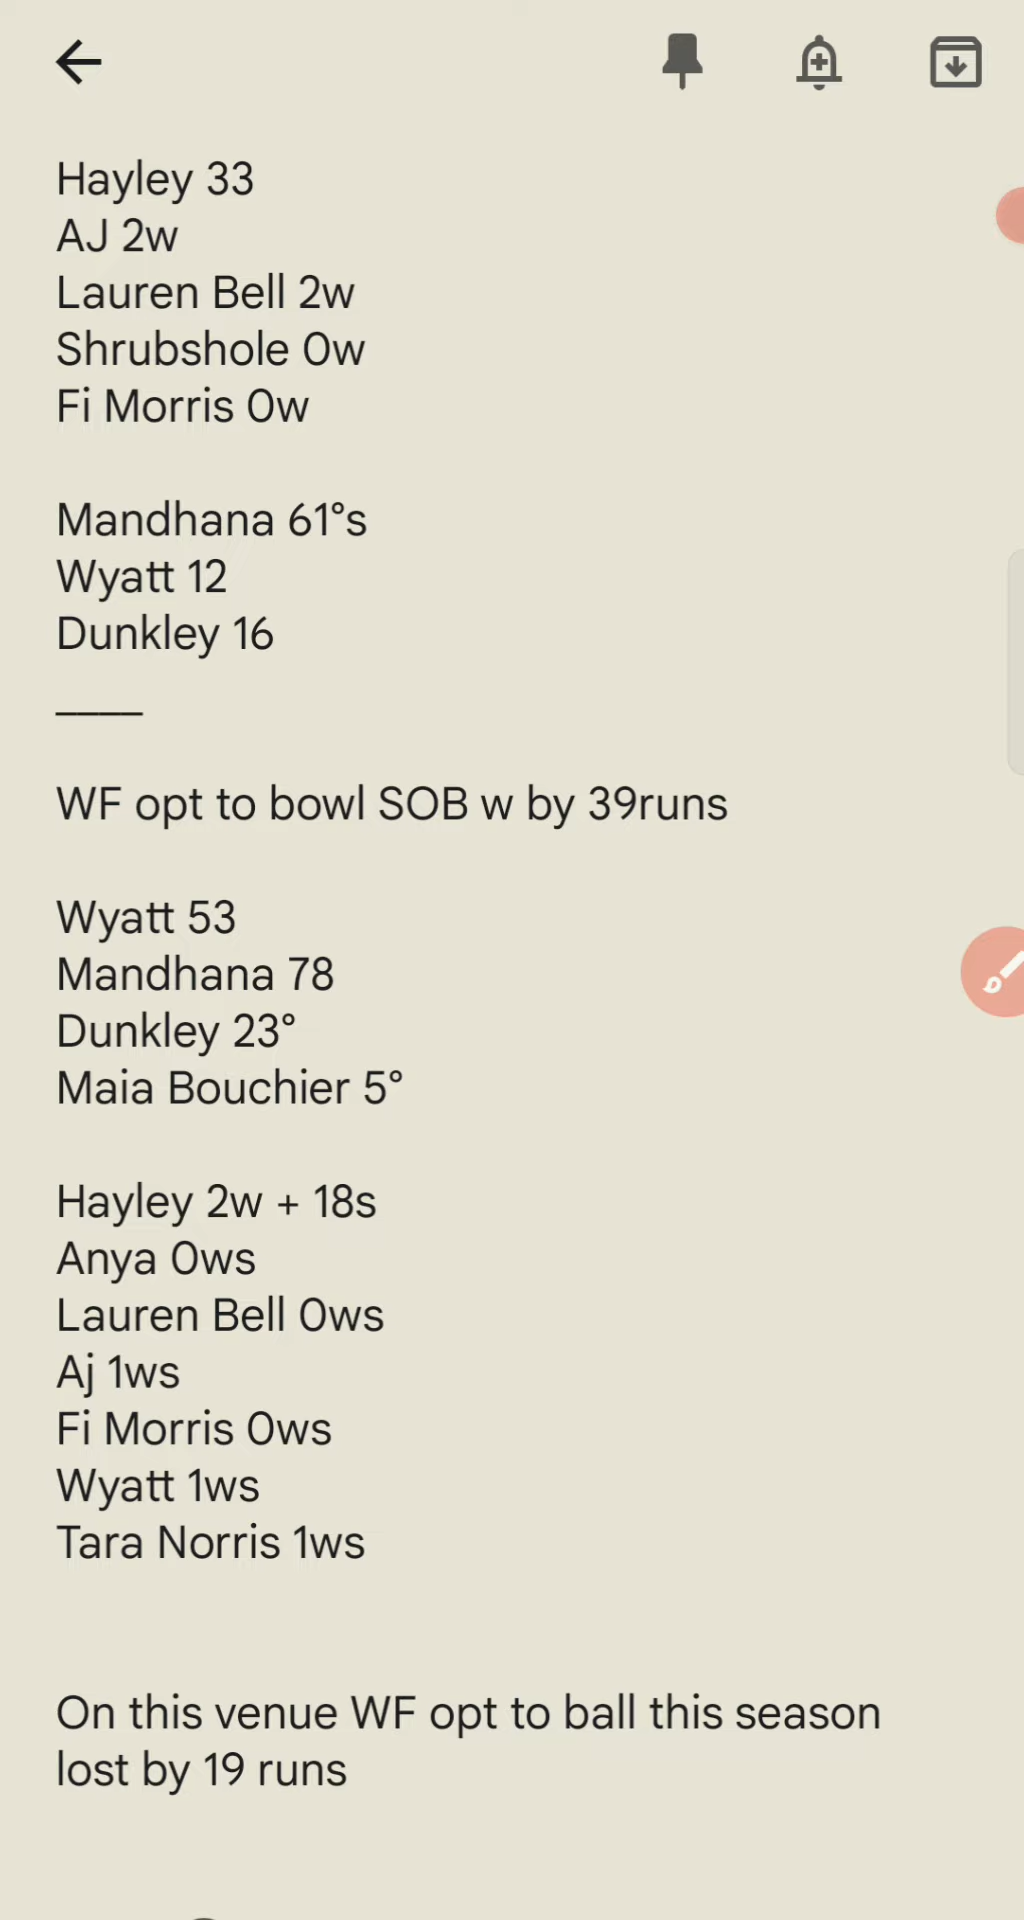 Hayley 33
AJ 2w
Lauren Bell 2w
Shrubshole 0w
Fi Morris 0w
Mandhana 61°s
Wyatt 12
Dunkley 16
____
WF opt to bowl SOB w by 39runs
Wyatt 53
Mandhana 78
Dunkley 23°
Maia Bouchier 5°
Hayley 2w + 18s
Anya 0ws
Lauren Bell 0ws
Aj 1ws
Fi Morris 0ws
Wyatt 1ws
Tara Norris 1ws
On this venue WF opt to ball this season
lost by 19 runs